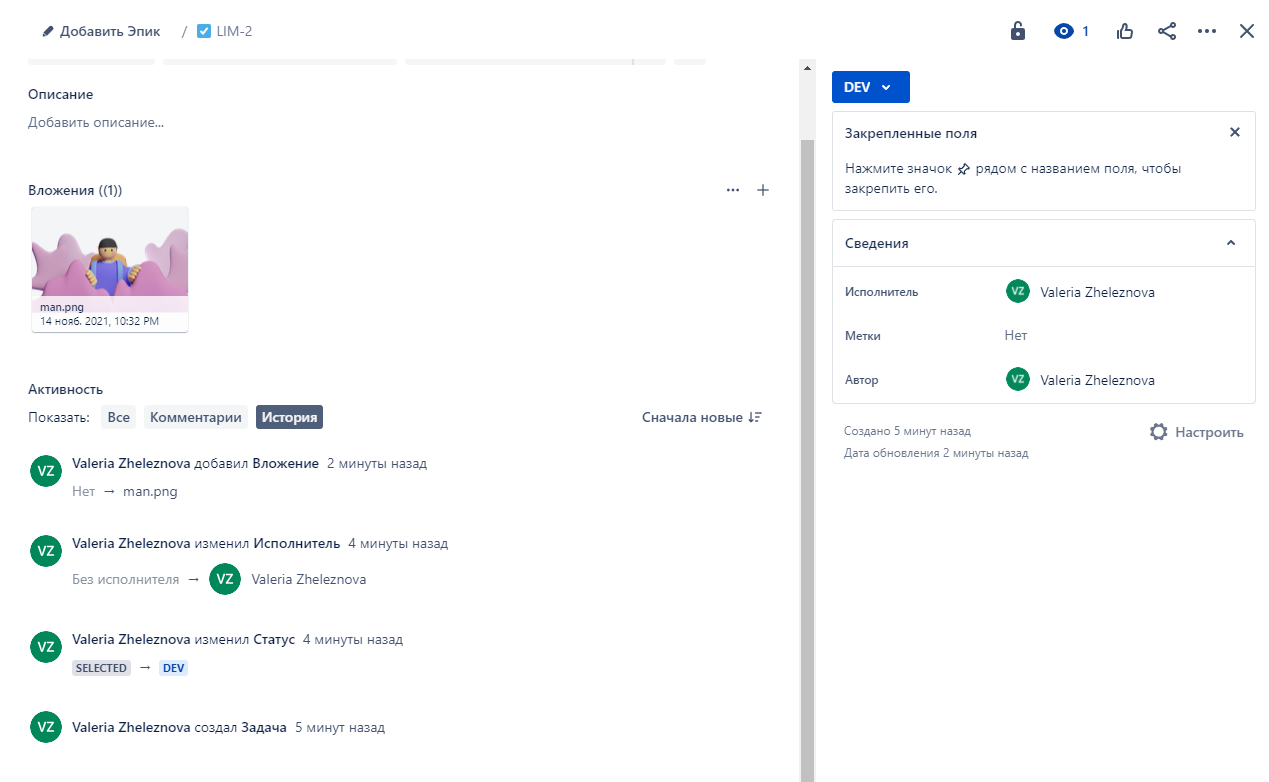 Добавить Эпик / LIM-2
1
Описание
Добавить описание...
Вложения ((1))
man.png
14 нояб. 2021, 10:32 PM
Активность
Показать: Все Комментарии История Сначала новые
VZ Valeria Zheleznova добавил Вложение 2 минуты назад
Нет → man.png
VZ Valeria Zheleznova изменил Исполнитель 4 минуты назад
Без исполнителя → VZ Valeria Zheleznova
VZ Valeria Zheleznova изменил Статус 4 минуты назад
SELECTED → DEV
VZ Valeria Zheleznova создал Задача 5 минут назад
DEV
Закрепленные поля
Нажмите значок рядом с названием поля, чтобы
закрепить его.
Сведения
Исполнитель VZ Valeria Zheleznova
Метки Нет
Автор VZ Valeria Zheleznova
Создано 5 минут назад
Настроить
Дата обновления 2 минуты назад